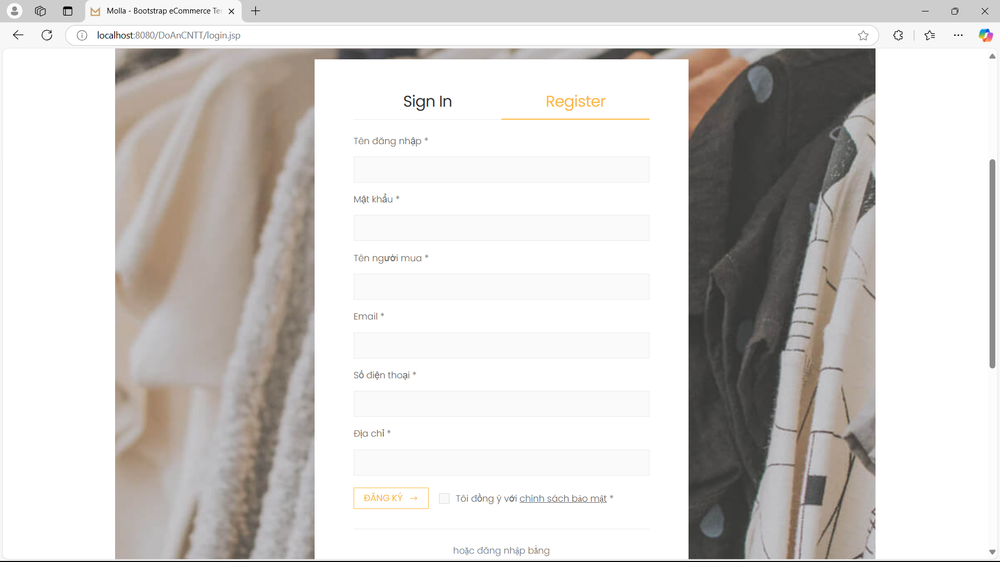 Molla - Bootstrap eCommerce Te
localhost:8080/DoAnCNTT/login.jsp
Sign In
Register
Tên đăng nhập *
Mật khẩu *
Tên người mua *
Email *
Số điện thoại *
Địa chỉ *
ĐĂNG KÝ →
Tôi đồng ý với chính sách bảo mật *
hoặc đăng nhập bằng